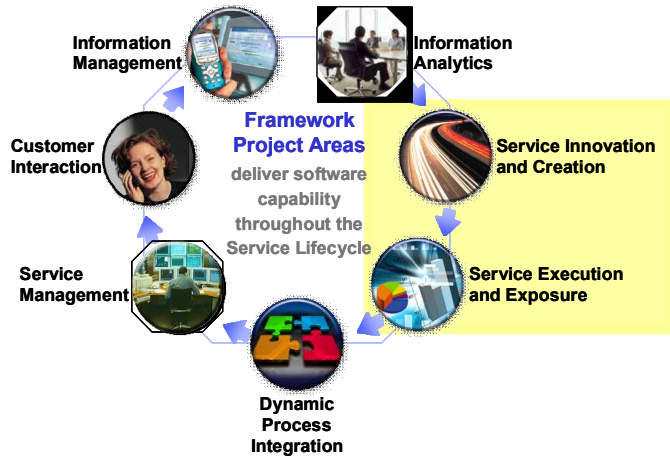 Information
Management
Information
Analytics
Framework
Project Areas
deliver software
capability
throughout the
Service Lifecycle
Customer
Interaction
Service Innovation
and Creation
Service
Management
Service Execution
and Exposure
Dynamic
Process
Integration